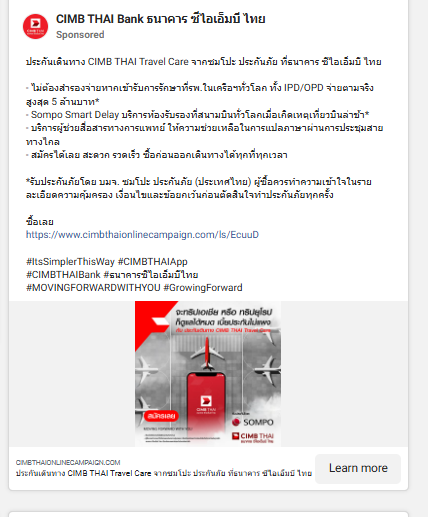 CIMB THAI Bank ธนาคาร ซีไอเอ็มบี ไทย
Sponsored
ประกันเดินทาง CIMB THAI Travel Care จากซมโปะ ประกันภัย ที่ธนาคาร ซีไอเอ็มบี ไทย
- ไม่ต้องสำรองจ่ายหากเข้ารับการรักษาที่รพ.ในเครือฯทั่วโลก ทั้ง IPD/OPD จ่ายตามจริง
สูงสุด 5 ล้านบาท*
- Sompo Smart Delay บริการห้องรับรองที่สนามบินทั่วโลกเมื่อเกิดเหตุเที่ยวบินล่าช้า*
- บริการผู้ช่วยสื่อสารทางการแพทย์ ให้ความช่วยเหลือในการแปลภาษาผ่านการประชุมสาย
ทางไกล
- สมัครได้เลย สะดวก รวดเร็ว ซื้อก่อนออกเดินทางได้ทุกที่ทุกเวลา
*รับประกันภัยโดย บมจ. ซมโปะ ประกันภัย (ประเทศไทย) ผู้ซื้อควรทำความเข้าใจในราย
ละเอียดความคุ้มครอง เงื่อนไขและข้อยกเว้นก่อนตัดสินใจทำประกันภัยทุกครั้ง
ซื้อเลย
https://www.cimbthaionlinecampaign.com/ls/EcuuD
#ItsSimplerThisWay #CIMBTHAIApp
#CIMBTHAIBank #ธนาคารซีไอเอ็มบีไทย
#MOVINGFORWARDWITHYOU #GrowingForward
จะทริปเอเชีย หรือ ทริปยุโรป
ก็ดูแลได้หมด เบี้ยประกันไม่แพง
กับ ประกันเดินทาง CIMB THAI Travel Care
CIMB THAI
สมัครเลย
SOMPO
CIMB THAI
CIMBTHAIONLINECAMPAIGN.COM
ประกันเดินทาง CIMB THAI Travel Care จากซมโปะ ประกันภัย ที่ธนาคาร ซีไอเอ็มบี ไทย
Learn more